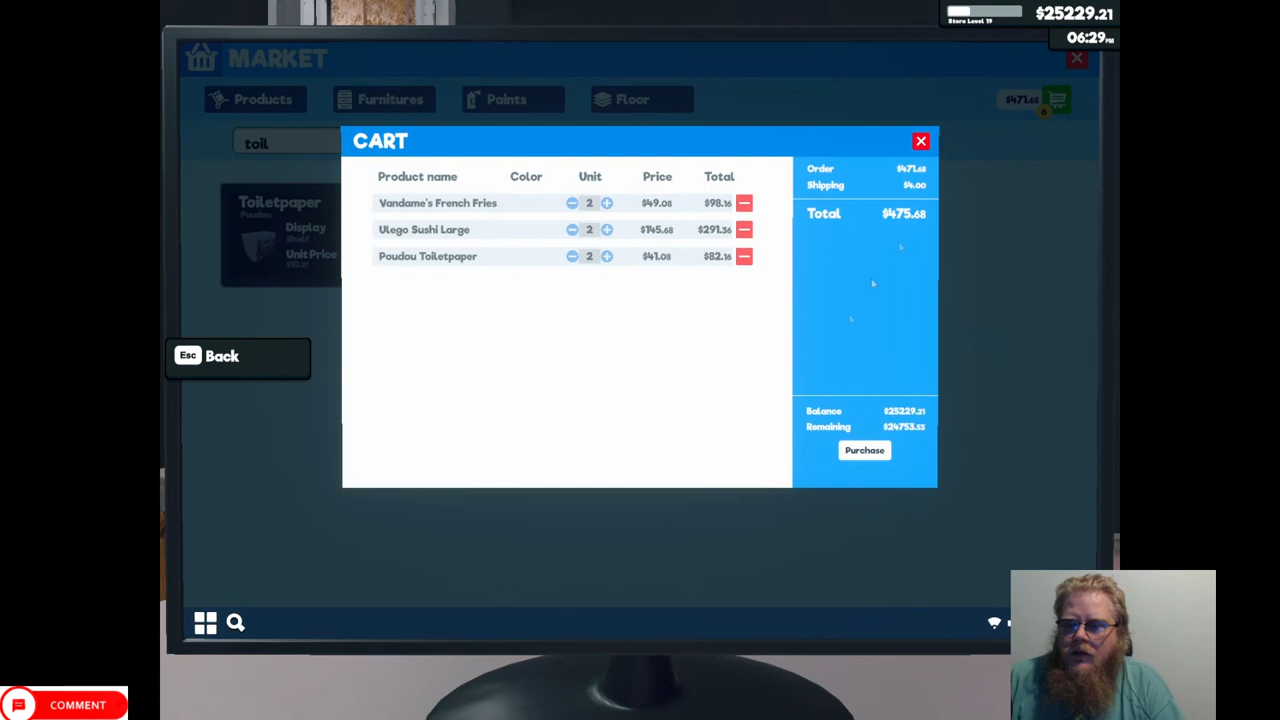 $25229.21
Store Level 19
06:29PM
MARKET
Products Furnitures Paints Floor $471.68
6
toil
CART
Product name Color Unit Price Total
Vandame's French Fries 2 $49.08 $98.16
Ulego Sushi Large 2 $145.68 $291.36
Poudou Toiletpaper 2 $41.08 $82.16
Order $471.68
Shipping $4.00
Total $475.68
Balance $25229.21
Remaining $24753.53
Purchase
Toiletpaper
Poudou
Display
Shelf
Unit Price
Esc Back
COMMENT